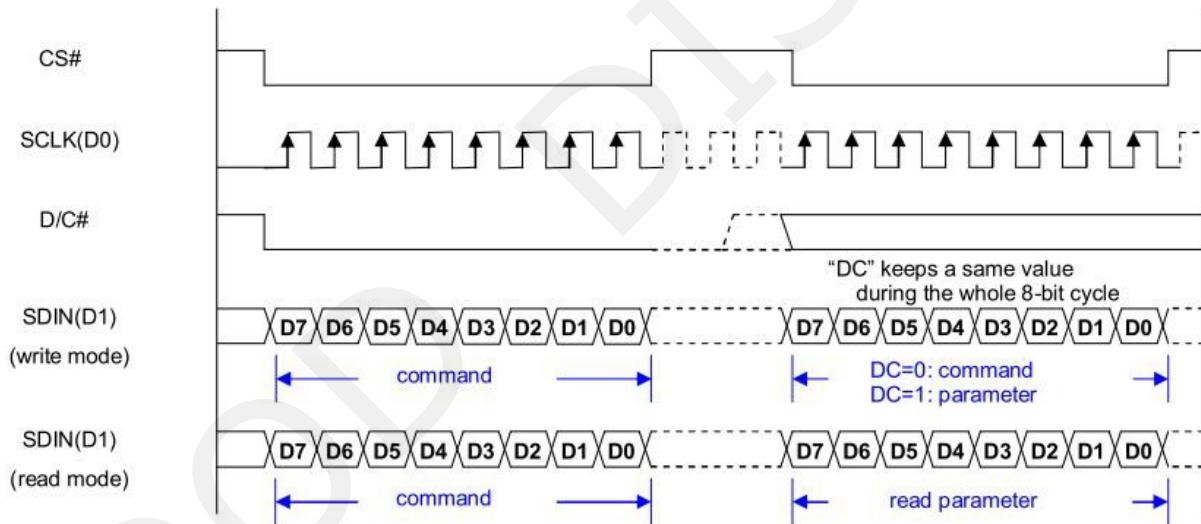 CS#
SCLK(D0)
D/C#
"DC" keeps a same value
during the whole 8-bit cycle
SDIN(D1)
(write mode)
D7 D6 D5 D4 D3 D2 D1 D0 D7 D6 D5 D4 D3 D2 D1 D0
command
DC=0: command
DC=1: parameter
SDIN(D1)
(read mode)
D7 D6 D5 D4 D3 D2 D1 D0 D7 D6 D5 D4 D3 D2 D1 D0
command read parameter